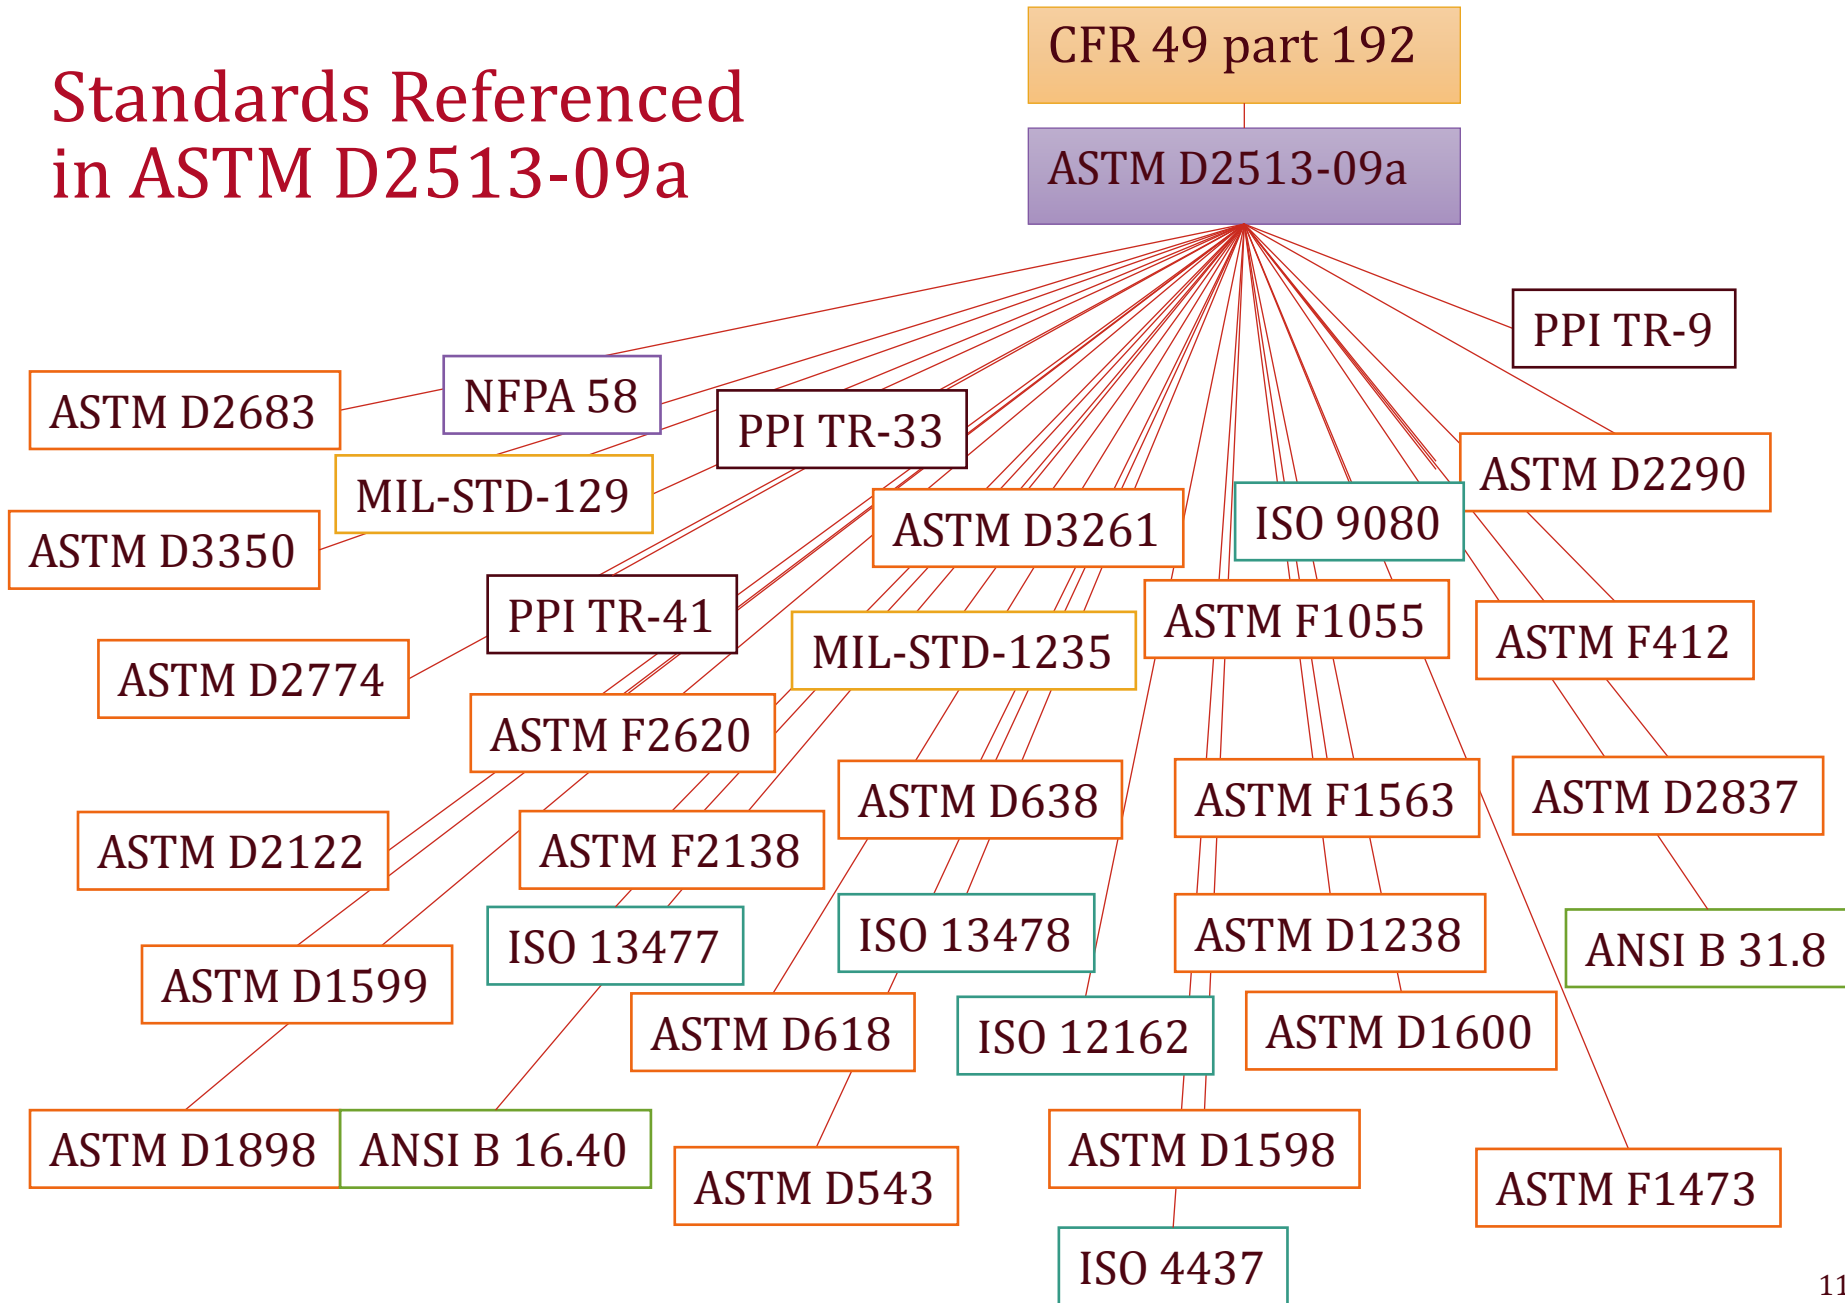 Standards Referenced
in ASTM D2513-09a
CFR 49 part 192
ASTM D2513-09a
PPI TR-9
NFPA 58
ASTM D2683
PPI TR-33
ASTM D2290
MIL-STD-129
ASTM D3261
ISO 9080
ASTM D3350
PPI TR-41
ASTM F1055
ASTM F412
MIL-STD-1235
ASTM D2774
ASTM F2620
ASTM D638
ASTM F1563
ASTM D2837
ASTM D2122
ASTM F2138
ISO 13477
ISO 13478
ASTM D1238
ANSI B 31.8
ASTM D1599
ASTM D618
ISO 12162
ASTM D1600
ASTM D1898
ANSI B 16.40
ASTM D543
ASTM D1598
ASTM F1473
ISO 4437
11